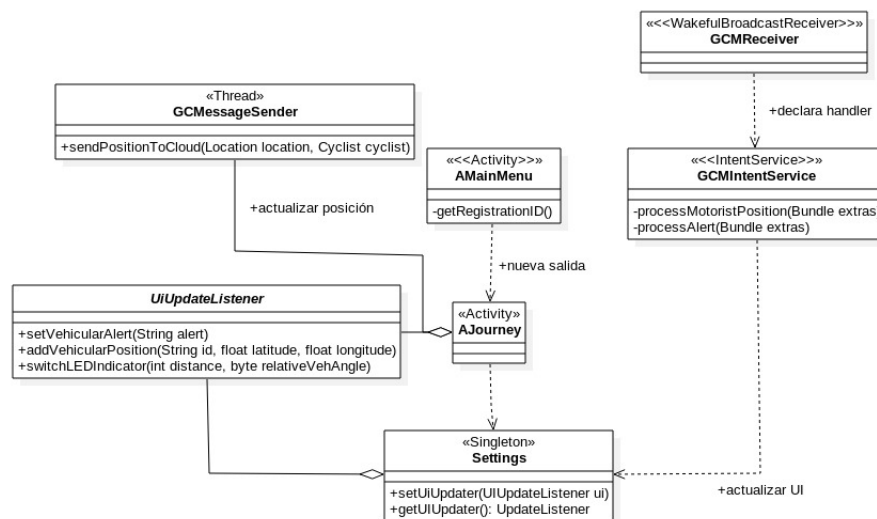 <<<WakefulBroadcastReceiver>>>
GCMReceiver
+declara handler
«Thread»
GCMessageSender
+sendPositionToCloud(Location location, Cyclist cyclist)
<<<Activity>>>
AMainMenu
-getRegistrationID()
<<<IntentService>>>
GCMIntentService
-processMotoristPosition(Bundle extras)
-processAlert(Bundle extras)
+actualizar posición
+nueva salida
UiUpdateListener
+setVehicularAlert(String alert)
+addVehicularPosition(String id, float latitude, float longitude)
+switchLEDIndicator(int distance, byte relativeVehAngle)
«Activity»
AJourney
«Singleton»
Settings
+setUiUpdater(UIUpdateListener ui)
+getUIUpdater(): UpdateListener
+actualizar UI